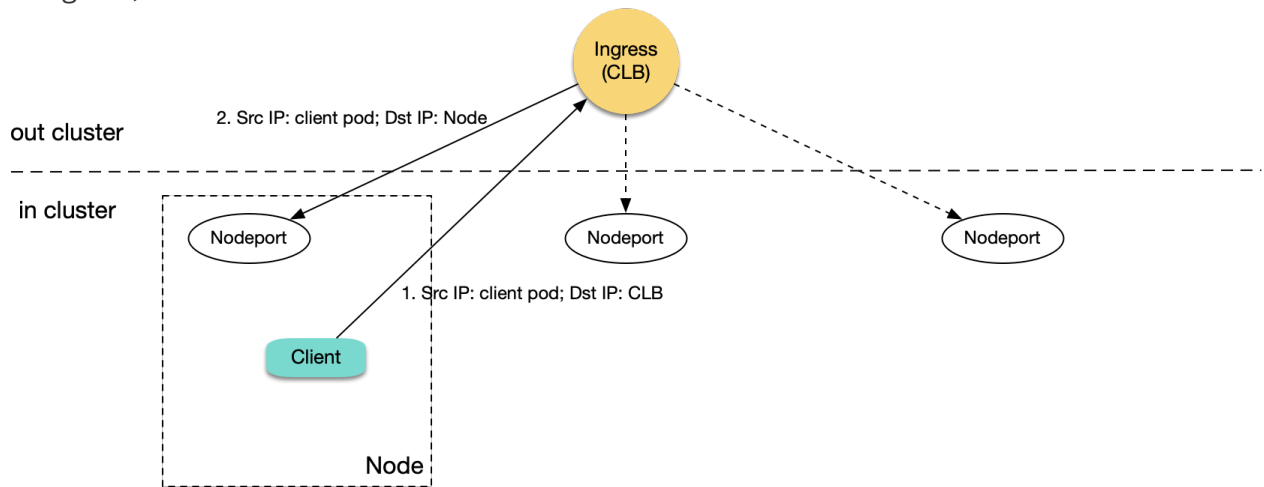 Ingress
(CLB)
2. Src IP: client pod; Dst IP: Node
out cluster
in cluster
Nodeport
Nodeport
Nodeport
1. Src IP: client pod; Dst IP: CLB
Client
Node